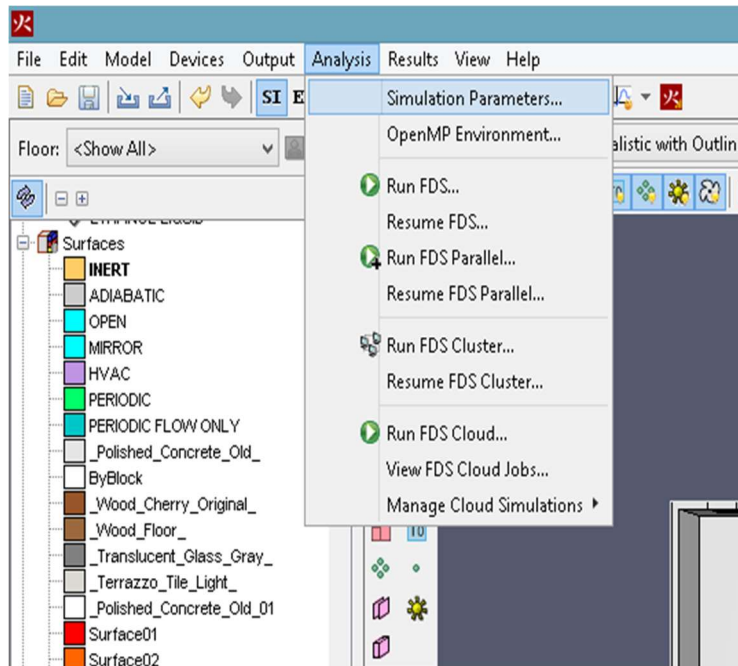 火
File Edit Model Devices Output Analysis Results View Help
SI E
火
Simulation Parameters...
OpenMP Environment...
Run FDS...
Resume FDS...
Run FDS Parallel...
Resume FDS Parallel...
Run FDS Cluster...
Resume FDS Cluster...
Run FDS Cloud...
View FDS Cloud Jobs...
Manage Cloud Simulations
Floor: <Show All>
alistic with Outlin
Surfaces
INERT
ADIABATIC
OPEN
MIRROR
HVAC
PERIODIC
PERIODIC FLOW ONLY
_Polished_Concrete_Old_
ByBlock
_Wood_Cherry_Original_
_Wood_Floor_
_Translucent_Glass_Gray_
_Terrazzo_Tile_Light_
_Polished_Concrete_Old_01
Surface01
Surface02